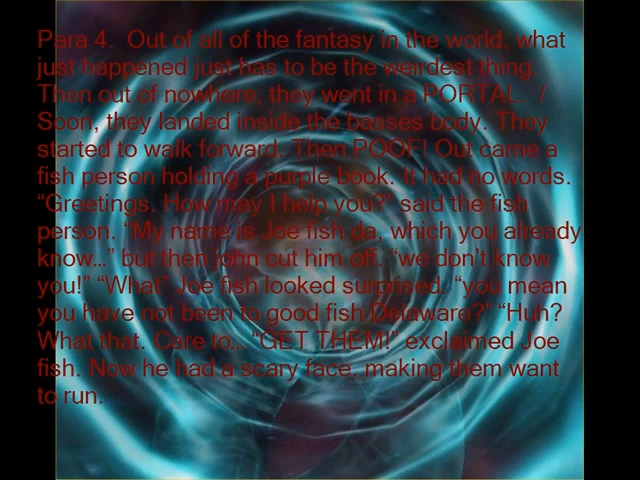 Para 4.  Out of all of the fantasy in the world, what
just happened just has to be the weirdest thing.
Then out of nowhere, they went in a PORTAL.  /
Soon, they landed inside the basses body. They
started to walk forward. Then POOF! Out came a
fish person holding a purple book. It had no words.
“Greetings. How may I help you?” said the fish
person. “My name is Joe fish da, which you already
know…” but then john cut him off. “we don’t know
you!” “What” Joe fish looked surprised. “you mean
you have not been to good fish Delaware?” “Huh?
What that. Care to… “GET THEM!” exclaimed Joe
fish. Now he had a scary face, making them want
to run.